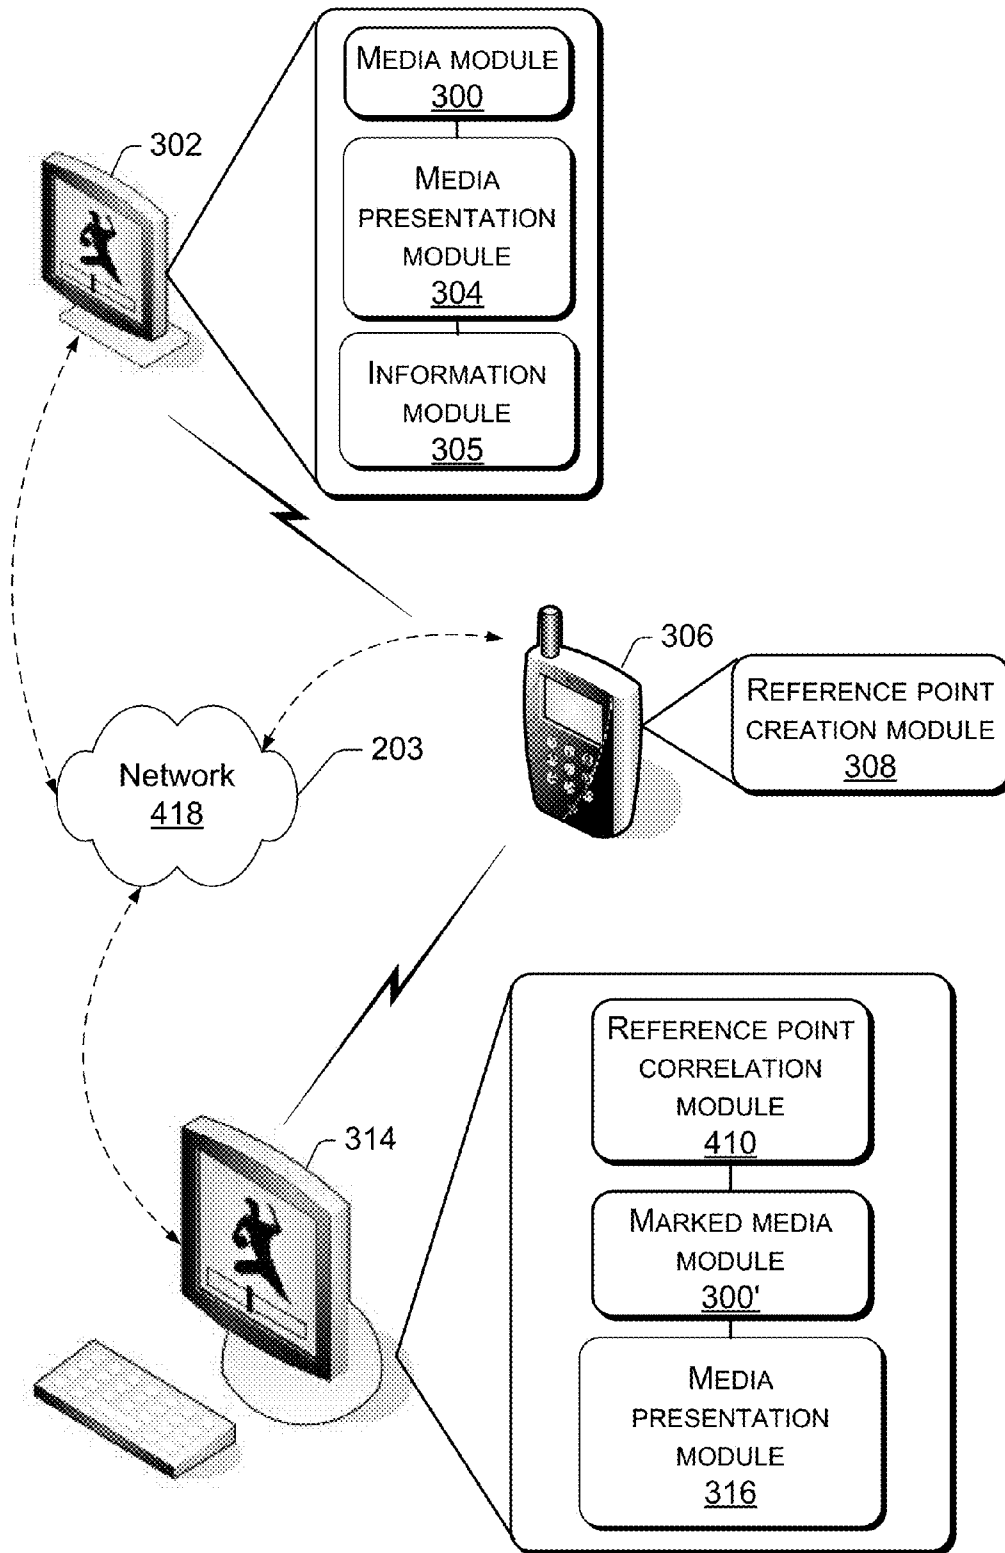 MEDIA MODULE
300
302
MEDIA
PRESENTATION
MODULE
304
INFORMATION
MODULE
305
306
REFERENCE POINT
CREATION MODULE
308
203
Network
418
REFERENCE POINT
CORRELATION
MODULE
410
314
MARKED MEDIA
MODULE
300'
MEDIA
PRESENTATION
MODULE
316